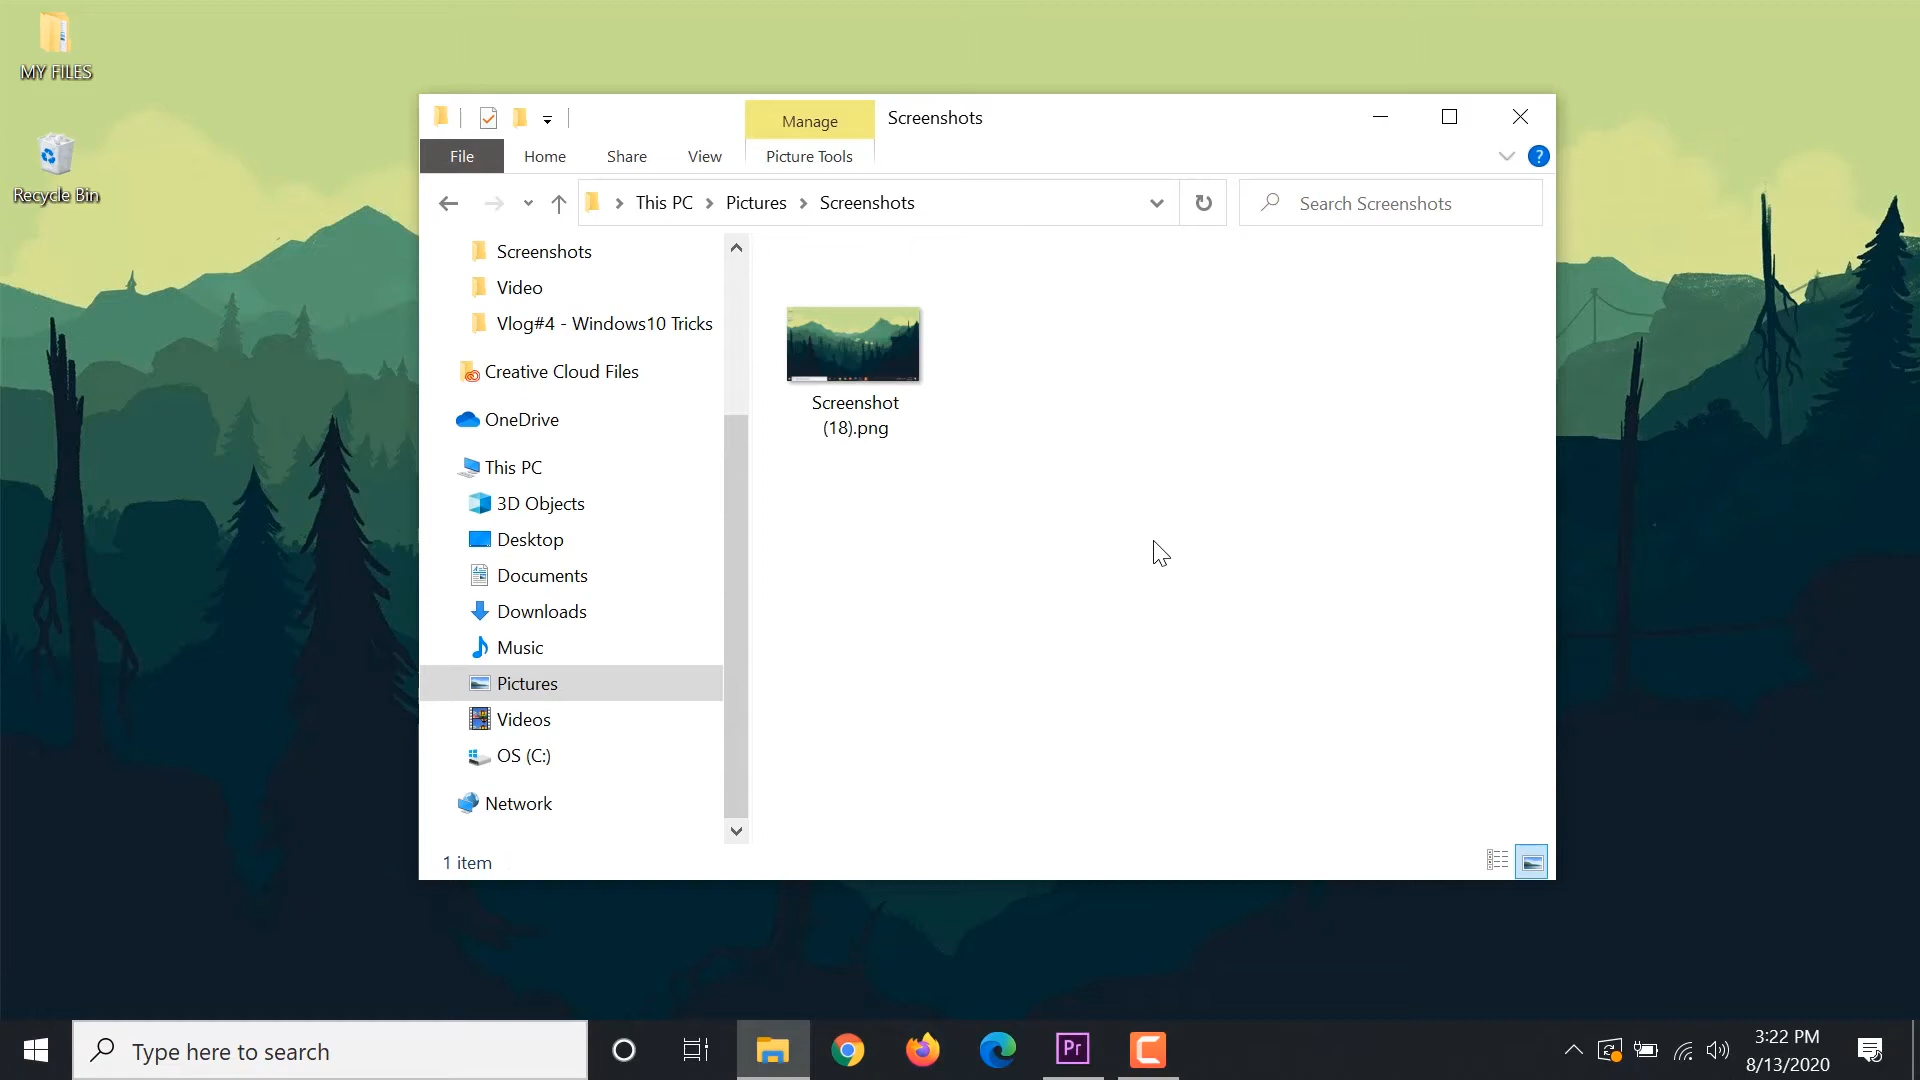 MY FILES
Recycle Bin
Manage
Screenshots
File
Home
Share
View
Picture Tools
?
This PC
Pictures
Screenshots
Search Screenshots
Screenshots
Video
Vlog#4 - Windows10 Tricks
Creative Cloud Files
OneDrive
This PC
3D Objects
Desktop
Documents
Downloads
Music
Pictures
Videos
OS (C:)
Network
Screenshot
(18).png
1 item
Type here to search
Pr
3:22 PM
8/13/2020